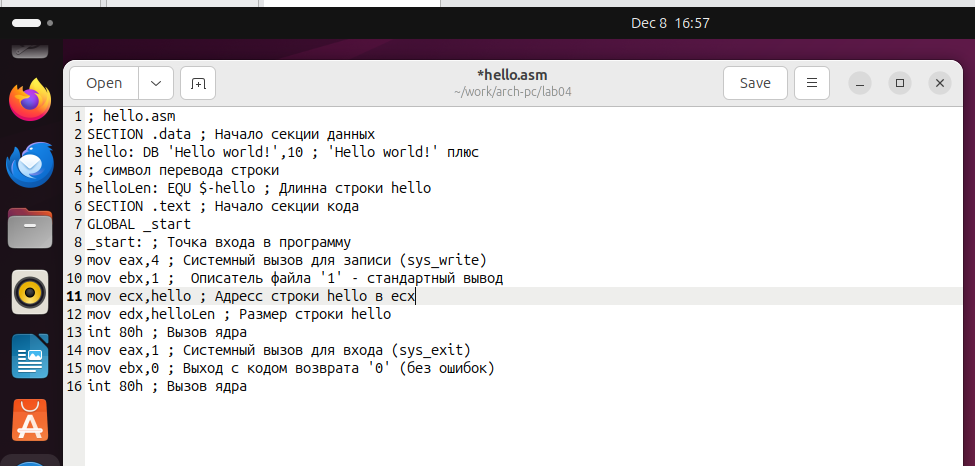 Dec 8 16:57
Open
*hello.asm
~/work/arch-pc/lab04
Save
1 ; hello.asm
2 SECTION .data ; Начало секции данных
3 hello: DB 'Hello world!',10 ; 'Hello world!' плюс
4 ; символ перевода строки
5 helloLen: EQU $-hello ; Длинна строки hello
6 SECTION .text ; Начало секции кода
7 GLOBAL _start
8 _start: ; Точка входа в программу
9 mov eax,4 ; Системный вызов для записи (sys_write)
10 mov ebx,1 ;  Описатель файла '1' - стандартный вывод
11 mov ecx,hello ; Адресс строки hello в ecx
12 mov edx,helloLen ; Размер строки hello
13 int 80h ; Вызов ядра
14 mov eax,1 ; Системный вызов для входа (sys_exit)
15 mov ebx,0 ; Выход с кодом возврата '0' (без ошибок)
16 int 80h ; Вызов ядра